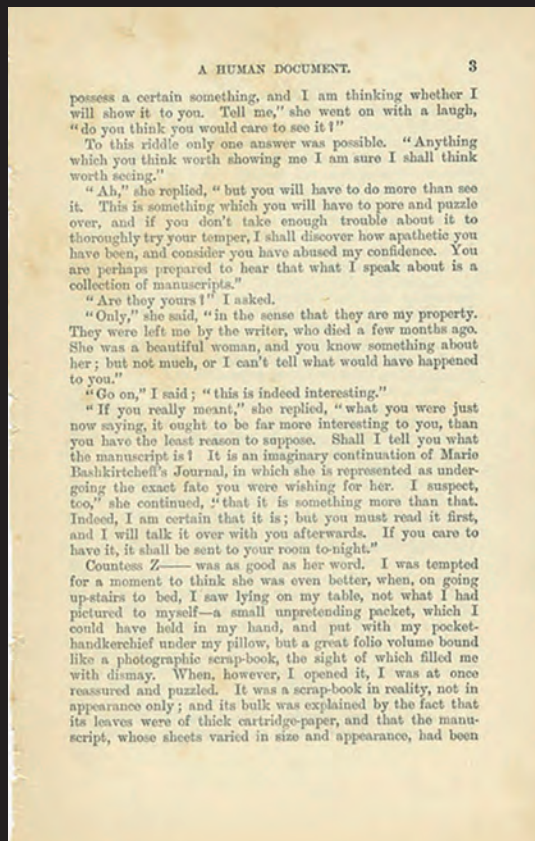 A HUMAN DOCUMENT. 3
possess a certain something, and I am thinking whether I
will show it to you. Tell me,” she went on with a laugh,
“do you think you would care to see it?”
To this riddle only one answer was possible. “Anything
which you think worth showing me I am sure I shall think
worth seeing.”
“Ah,” she replied, “but you will have to do more than see
it. This is something which you will have to pore and puzzle
over, and if you don’t take enough trouble about it to
thoroughly try your temper, I shall discover how apathetic you
have been, and consider you have abused my confidence. You
are perhaps prepared to hear that what I speak about is a
collection of manuscripts.”
“Are they yours?” I asked.
“Only,” she said, “in the sense that they are my property.
They were left me by the writer, who died a few months ago.
She was a beautiful woman, and you know something about
her; but not much, or I can’t tell what would have happened
to you.”
“Go on,” I said; “this is indeed interesting.”
“If you really meant,” she replied, “what you were just
now saying, it ought to be far more interesting to you, than
you have the least reason to suppose. Shall I tell you what
the manuscript is? It is an imaginary continuation of Marie
Bashkirtcheff’s Journal, in which she is represented as under-
going the exact fate you were wishing for her. I suspect,
too,” she continued, “that it is something more than that.
Indeed, I am certain that it is; but you must read it first,
and I will talk it over with you afterwards. If you care to
have it, it shall be sent to your room to-night.”
Countess Z—— was as good as her word. I was tempted
for a moment to think she was even better, when, on going
up-stairs to bed, I saw lying on my table, not what I had
pictured to myself—a small unpretending packet, which I
could have held in my hand, and put with my pocket-
handkerchief under my pillow, but a great folio volume bound
like a photographic scrap-book, the sight of which filled me
with dismay. When, however, I opened it, I was at once
reassured and puzzled. It was a scrap-book in reality, not in
appearance only; and its bulk was explained by the fact that
its leaves were of thick cartridge-paper, and that the manu-
script, whose sheets varied in size and appearance, had been